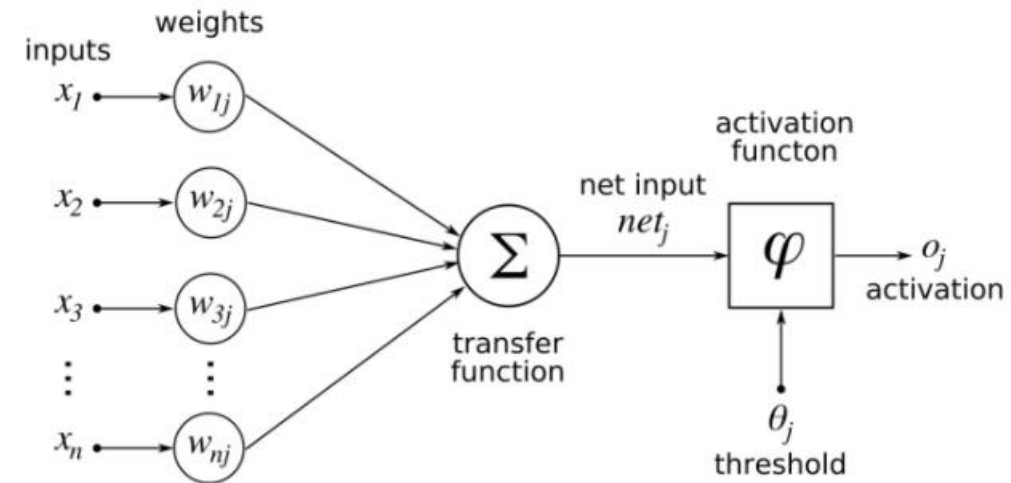 weights
inputs
x1
w1j
x2
w2j
x3
w3j
⋮
⋮
xn
wnj
Σ
transfer
function
net input
netj
activation
functon
φ
oj
activation
θj
threshold